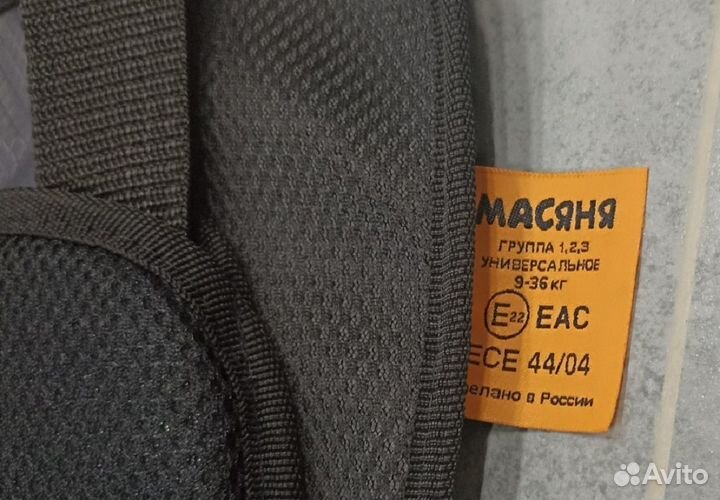 МАСЯНЯ
ГРУППА 1,2,3
УНИВЕРСАЛЬНОЕ
9-36 кг
E22 EAC
ECE 44/04
елано в России
Avito